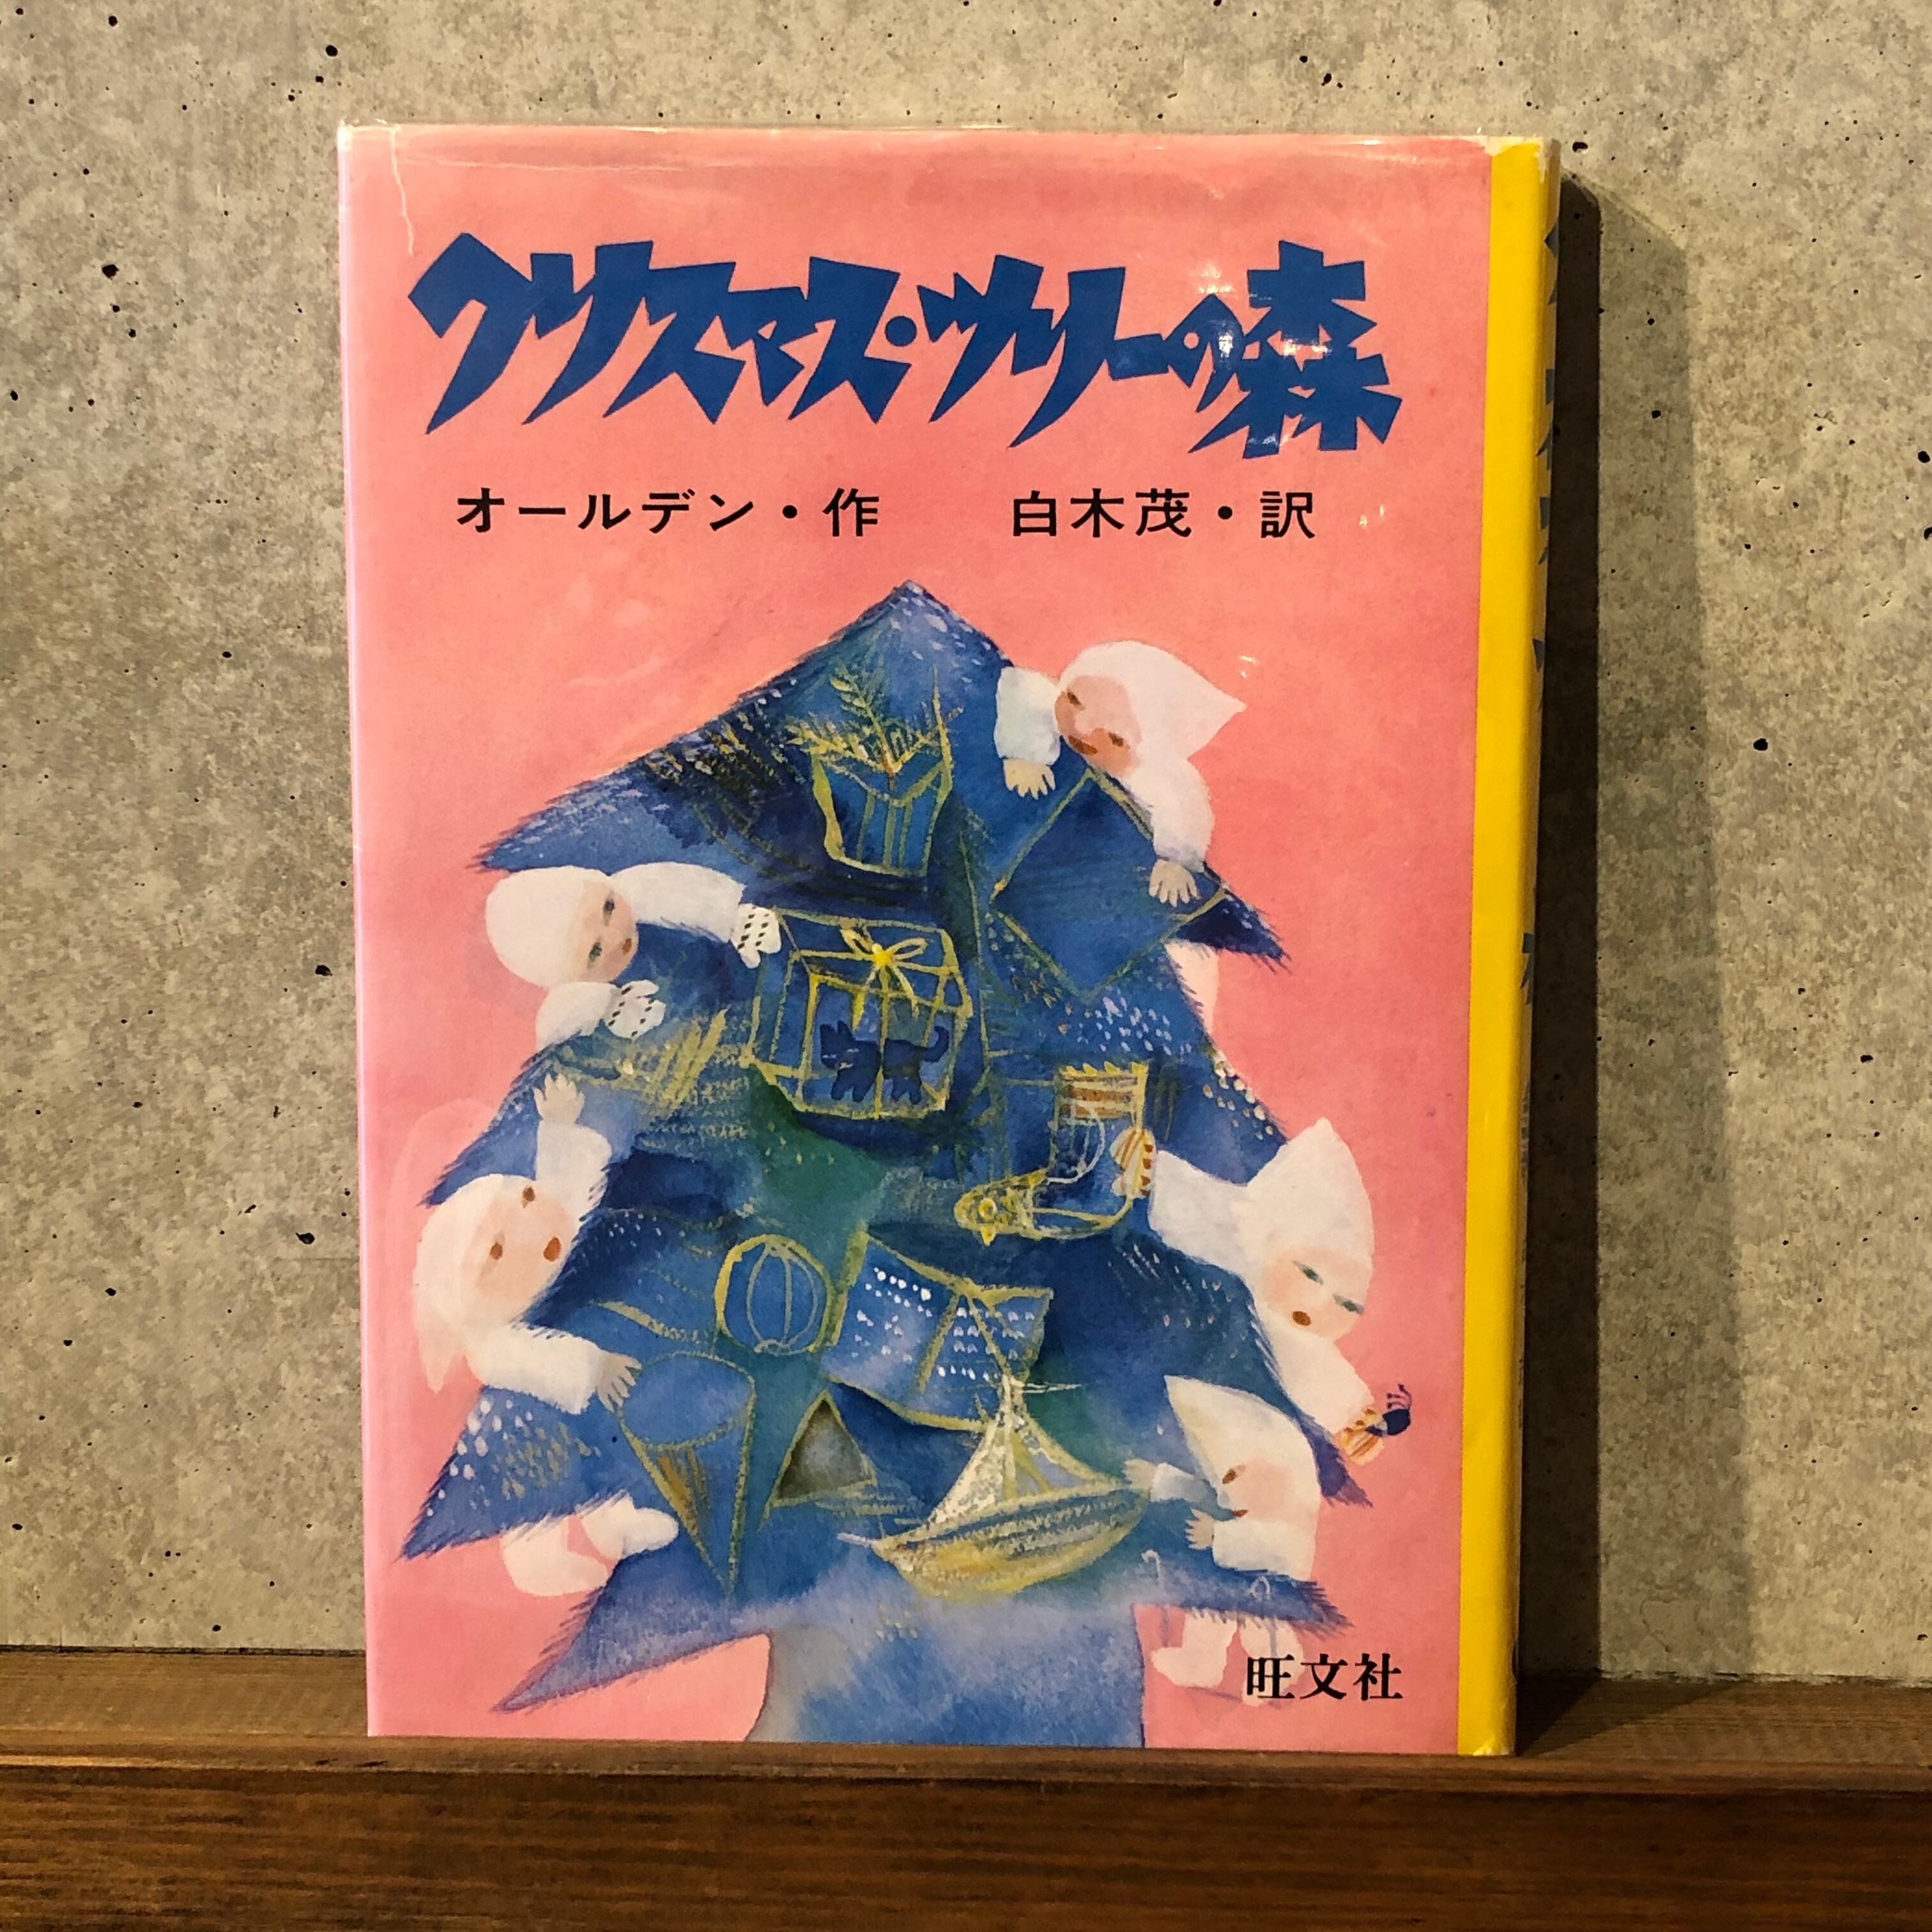 クリスマス・ツリーの森
オールデン・作 白木茂・訳
旺文社